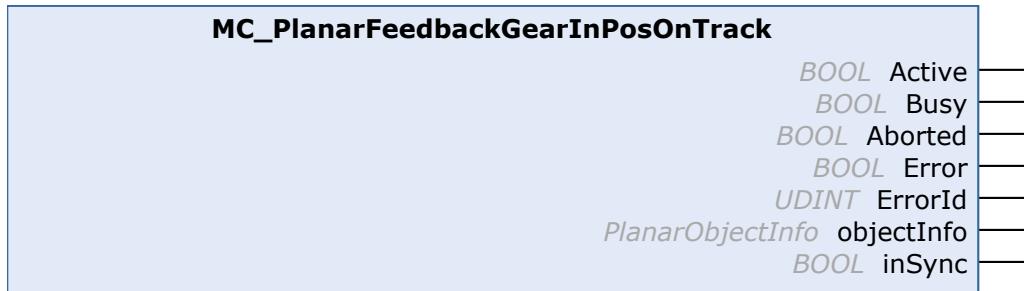 MC_PlanarFeedbackGearInPosOnTrack
BOOL Active
BOOL Busy
BOOL Aborted
BOOL Error
UDINT ErrorId
PlanarObjectInfo objectInfo
BOOL inSync